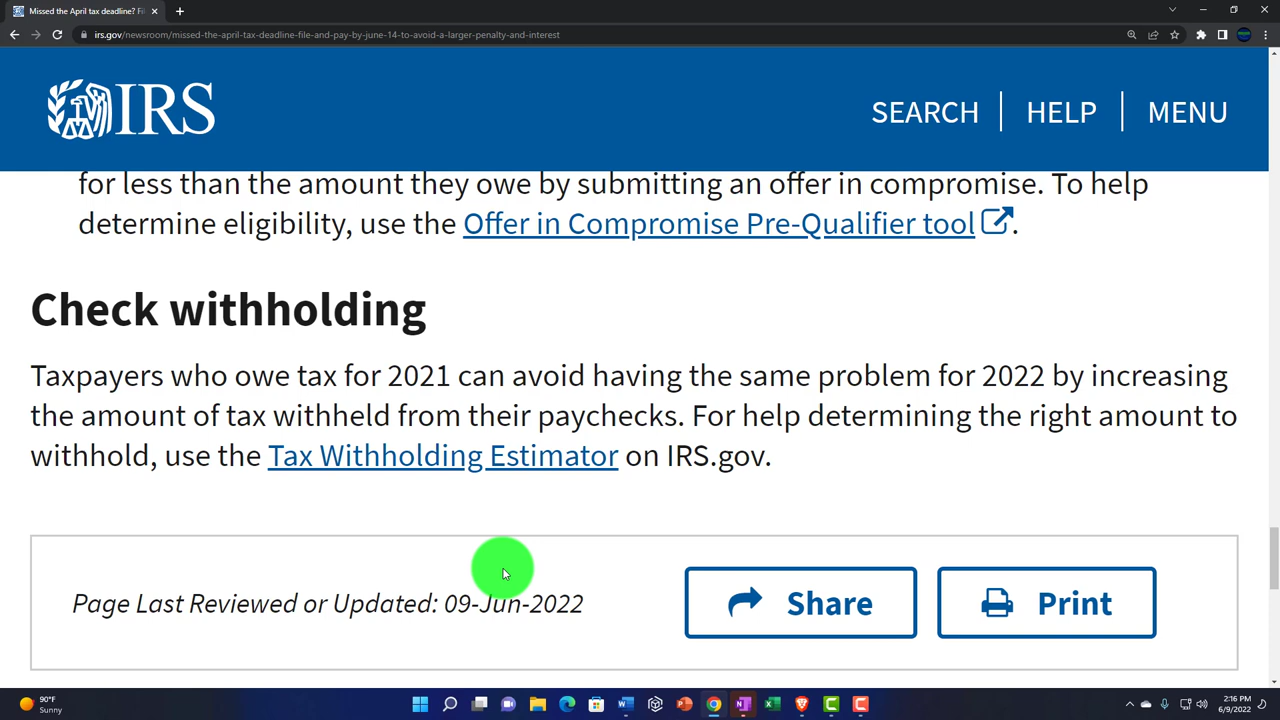 Missed the April tax deadline? Fi
irs.gov/newsroom/missed-the-april-tax-deadline-file-and-pay-by-june-14-to-avoid-a-larger-penalty-and-interest
IRS
SEARCH
HELP
MENU
for less than the amount they owe by submitting an offer in compromise. To help
determine eligibility, use the Offer in Compromise Pre-Qualifier tool.
Check withholding
Taxpayers who owe tax for 2021 can avoid having the same problem for 2022 by increasing
the amount of tax withheld from their paychecks. For help determining the right amount to
withhold, use the Tax Withholding Estimator on IRS.gov.
Page Last Reviewed or Updated: 09-Jun-2022
Share
Print
90°F
Sunny
2:16 PM
6/9/2022